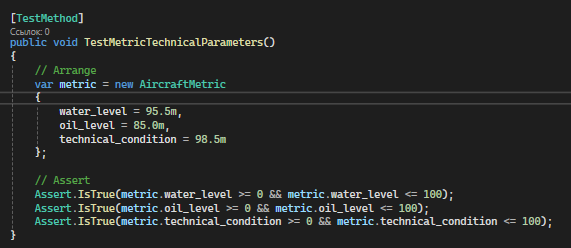 [TestMethod]
Ссылок: 0
public void TestMetricTechnicalParameters()
{
// Arrange
var metric = new AircraftMetric
{
water_level = 95.5m,
oil_level = 85.0m,
technical_condition = 98.5m
};
// Assert
Assert.IsTrue(metric.water_level >= 0 && metric.water_level <= 100);
Assert.IsTrue(metric.oil_level >= 0 && metric.oil_level <= 100);
Assert.IsTrue(metric.technical_condition >= 0 && metric.technical_condition <= 100);
}